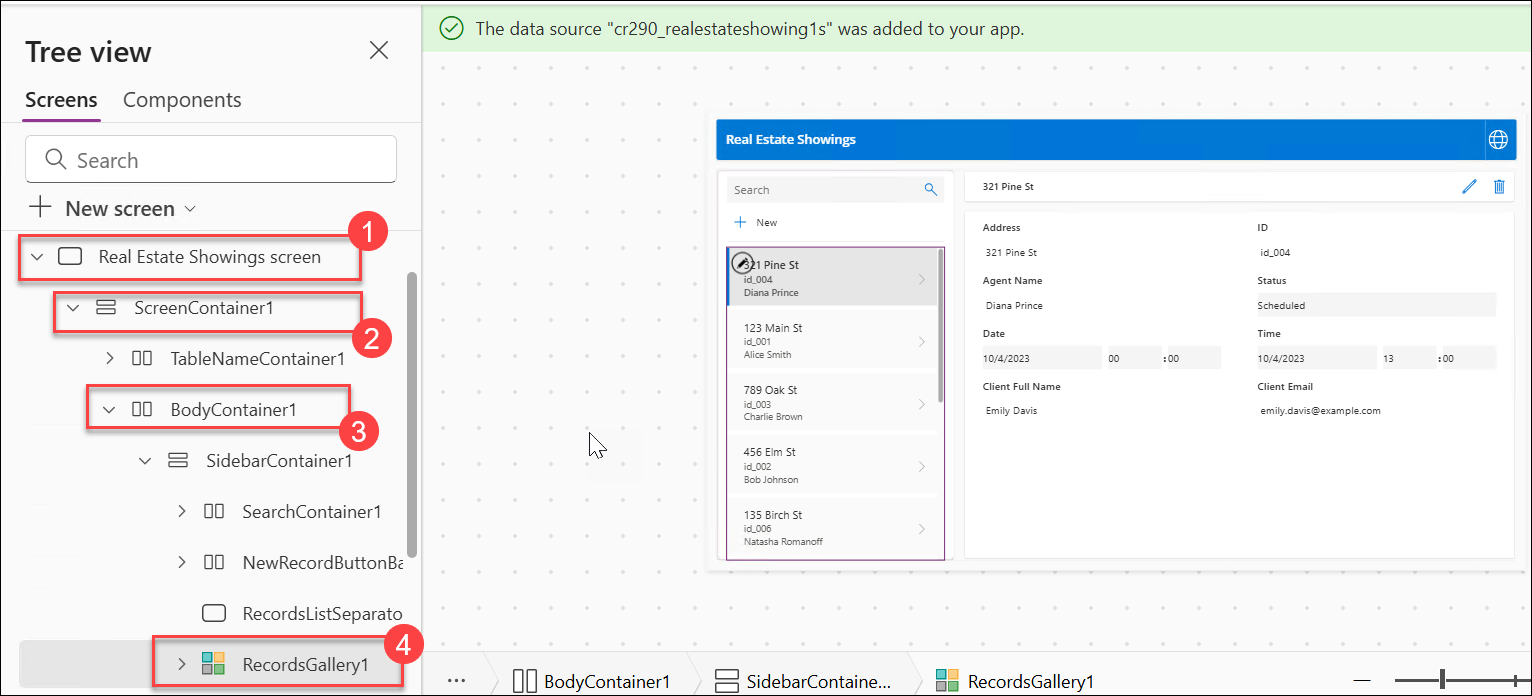 Tree view
Screens Components
Search
New screen
1
Real Estate Showings screen
ScreenContainer1
2
TableNameContainer1
BodyContainer1
3
SidebarContainer1
SearchContainer1
NewRecordButtonBa
RecordsListSeparato
RecordsGallery1
4
The data source "cr290_realestateshowing1s" was added to your app.
Real Estate Showings
Search
New
321 Pine St
id_004
Diana Prince
123 Main St
id_001
Alice Smith
789 Oak St
id_003
Charlie Brown
456 Elm St
id_002
Bob Johnson
135 Birch St
id_006
Natasha Romanoff
321 Pine St
Address ID
321 Pine St id_004
Agent Name Status
Diana Prince Scheduled
Date Time
10/4/2023 00 :00 10/4/2023 13 :00
Client Full Name Client Email
Emily Davis emily.davis@example.com
... BodyContainer1 SidebarContaine... RecordsGallery1